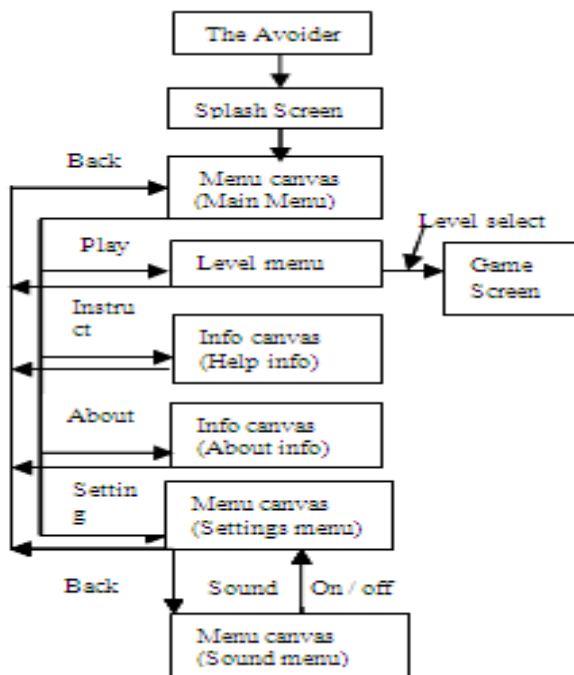 The Avoider
Splash Screen
Back
Menu canvas
(Main Menu)
Level select
Play
Level menu
Game
Screen
Instru
ct
Info canvas
(Help info)
About
Info canvas
(About info)
Settin
g
Menu canvas
(Settings menu)
Back
Sound
On / off
Menu canvas
(Sound menu)